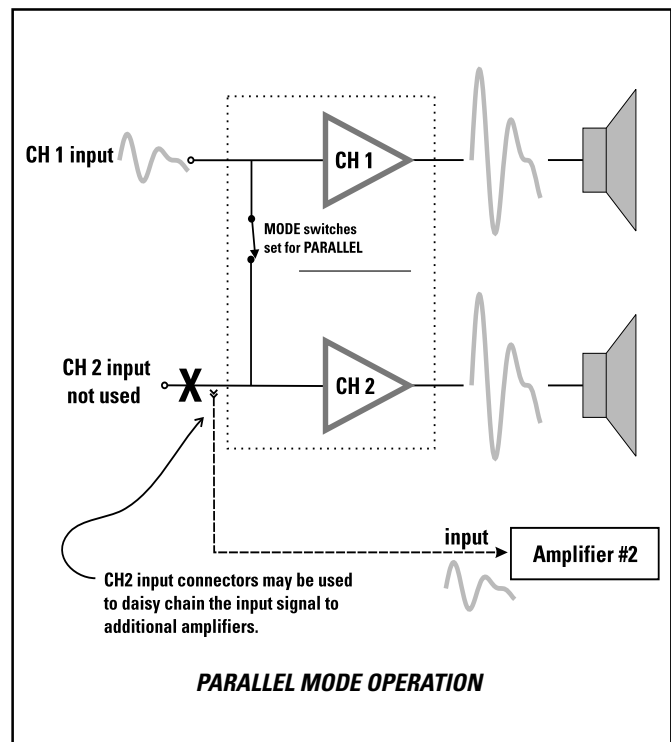 CH 1 input
CH 1
MODE switches
set for PARALLEL
CH 2 input
not used
X
CH 2
input
Amplifier #2
CH2 input connectors may be used
to daisy chain the input signal to
additional amplifiers.
PARALLEL MODE OPERATION